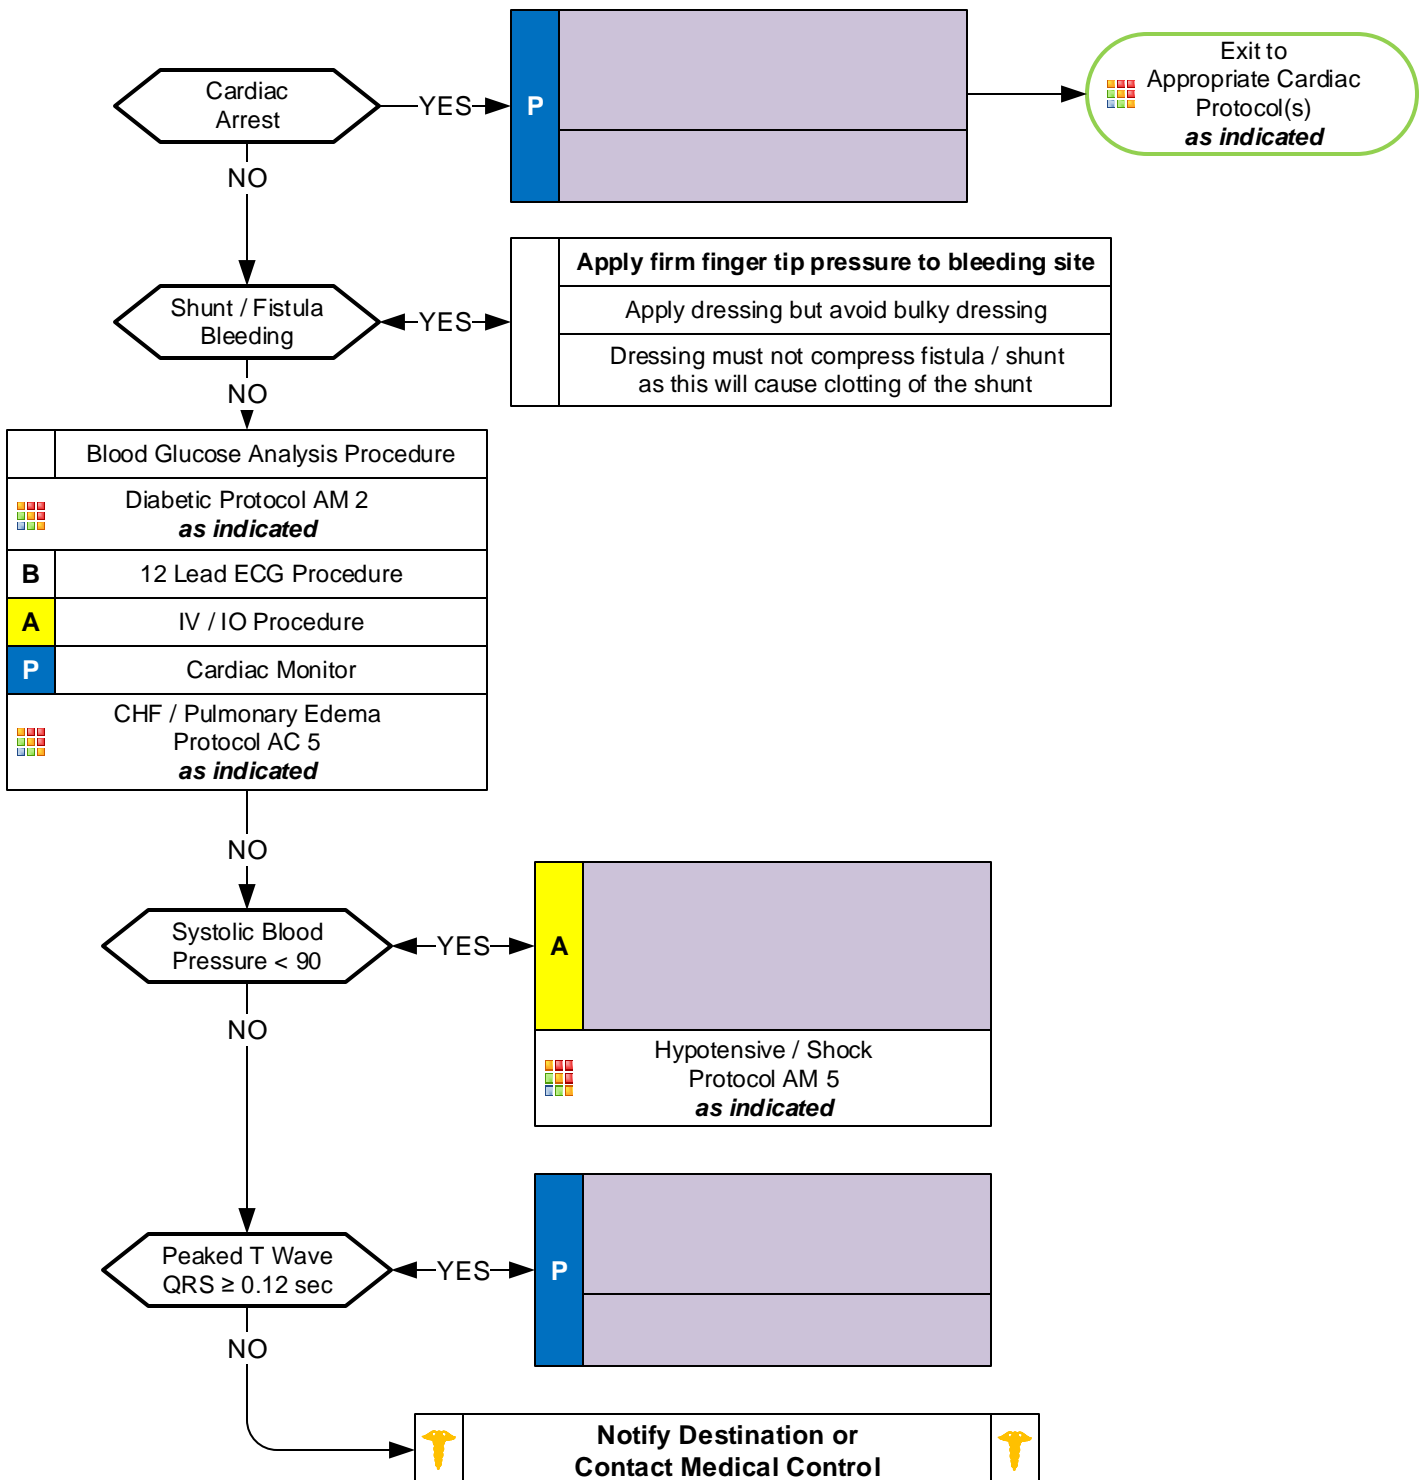 Cardiac
Arrest
YES
P
Exit to
Appropriate Cardiac
Protocol(s)
as indicated
NO
Shunt / Fistula
Bleeding
YES
Apply firm finger tip pressure to bleeding site
Apply dressing but avoid bulky dressing
Dressing must not compress fistula / shunt
as this will cause clotting of the shunt
NO
Blood Glucose Analysis Procedure
Diabetic Protocol AM 2
as indicated
B 12 Lead ECG Procedure
A IV / IO Procedure
P Cardiac Monitor
CHF / Pulmonary Edema
Protocol AC 5
as indicated
NO
Systolic Blood
Pressure < 90
YES
A
Hypotensive / Shock
Protocol AM 5
as indicated
NO
Peaked T Wave
QRS ≥ 0.12 sec
YES
P
NO
Notify Destination or
Contact Medical Control